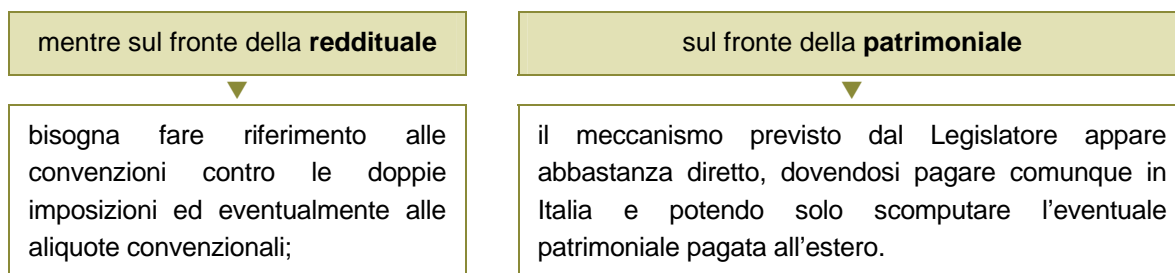 mentre sul fronte della reddituale
bisogna fare riferimento alle
convenzioni contro le doppie
imposizioni ed eventualmente alle
aliquote convenzionali;
sul fronte della patrimoniale
il meccanismo previsto dal Legislatore appare
abbastanza diretto, dovendosi pagare comunque in
Italia e potendo solo scomputare l'eventuale
patrimoniale pagata all'estero.